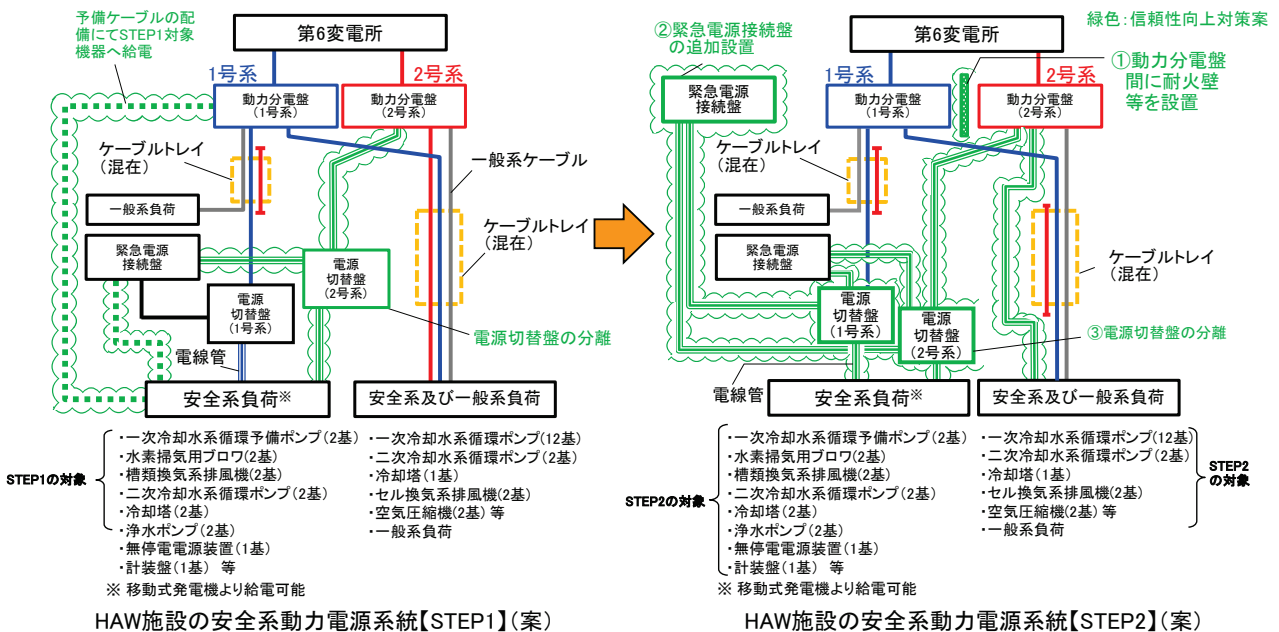 予備ケーブルの配
備にてSTEP1対象
機器へ給電
第6変電所
1号系
2号系
動力分電盤
(1号系)
動力分電盤
(2号系)
ケーブルトレイ
(混在)
一般系ケーブル
一般系負荷
ケーブルトレイ
(混在)
緊急電源
接続盤
電源
切替盤
(2号系)
電源
切替盤
(1号系)
電源切替盤の分離
電線管
安全系負荷※
安全系及び一般系負荷
STEP1の対象
・一次冷却水系循環予備ポンプ(2基)
・水素掃気用ブロワ(2基)
・槽類換気系排風機(2基)
・二次冷却水系循環ポンプ(2基)
・冷却塔(2基)
・浄水ポンプ(2基)
・無停電電源装置(1基)
・計装盤(1基) 等
※ 移動式発電機より給電可能
・一次冷却水系循環ポンプ(12基)
・二次冷却水系循環ポンプ(2基)
・冷却塔(1基)
・セル換気系排風機(2基)
・空気圧縮機(2基) 等
・一般系負荷
HAW施設の安全系動力電源系統【STEP1】(案)
緑色:信頼性向上対策案
②緊急電源接続盤
の追加設置
第6変電所
①動力分電盤
間に耐火壁
等を設置
1号系
2号系
緊急電源
接続盤
動力分電盤
(1号系)
動力分電盤
(2号系)
ケーブルトレイ
(混在)
一般系負荷
緊急電源
接続盤
ケーブルトレイ
(混在)
電源
切替盤
(1号系)
電源
切替盤
(2号系)
③電源切替盤の分離
電線管
安全系負荷※
安全系及び一般系負荷
STEP2の対象
・一次冷却水系循環予備ポンプ(2基)
・水素掃気用ブロワ(2基)
・槽類換気系排風機(2基)
・二次冷却水系循環ポンプ(2基)
・冷却塔(2基)
・浄水ポンプ(2基)
・無停電電源装置(1基)
・計装盤(1基) 等
※ 移動式発電機より給電可能
・一次冷却水系循環ポンプ(12基)
・二次冷却水系循環ポンプ(2基)
・冷却塔(1基)
・セル換気系排風機(2基)
・空気圧縮機(2基) 等
・一般系負荷
STEP2
の対象
HAW施設の安全系動力電源系統【STEP2】(案)